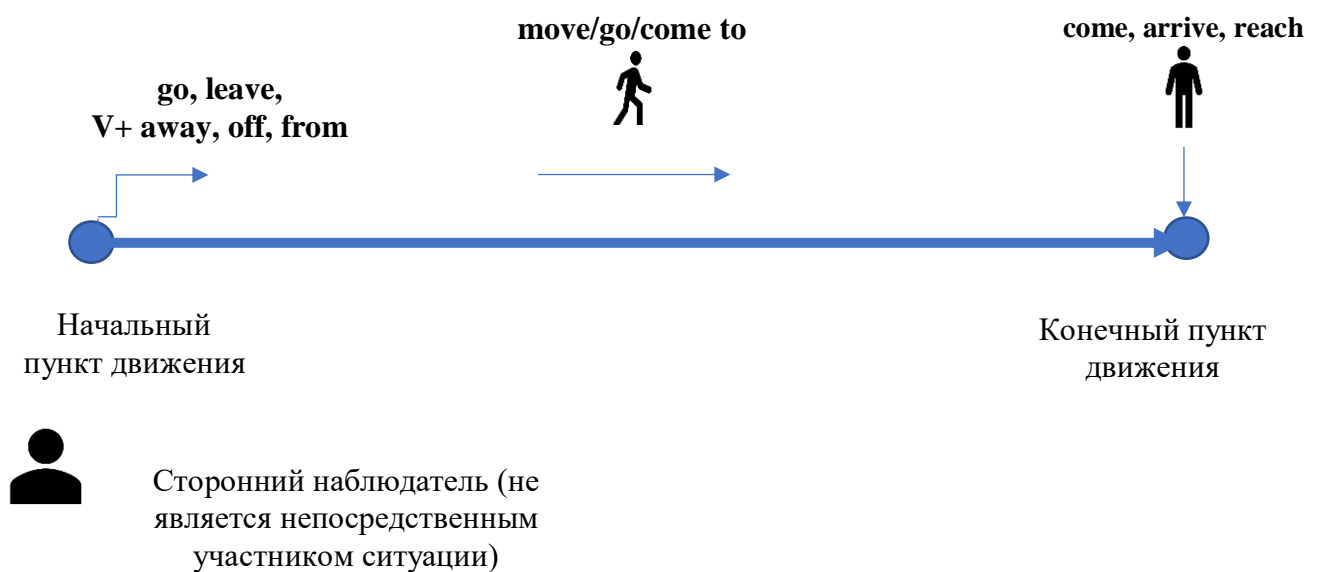 move/go/come to
come, arrive, reach
go, leave,
V+ away, off, from
Начальный
пункт движения
Конечный пункт
движения
Сторонний наблюдатель (не
является непосредственным
участником ситуации)